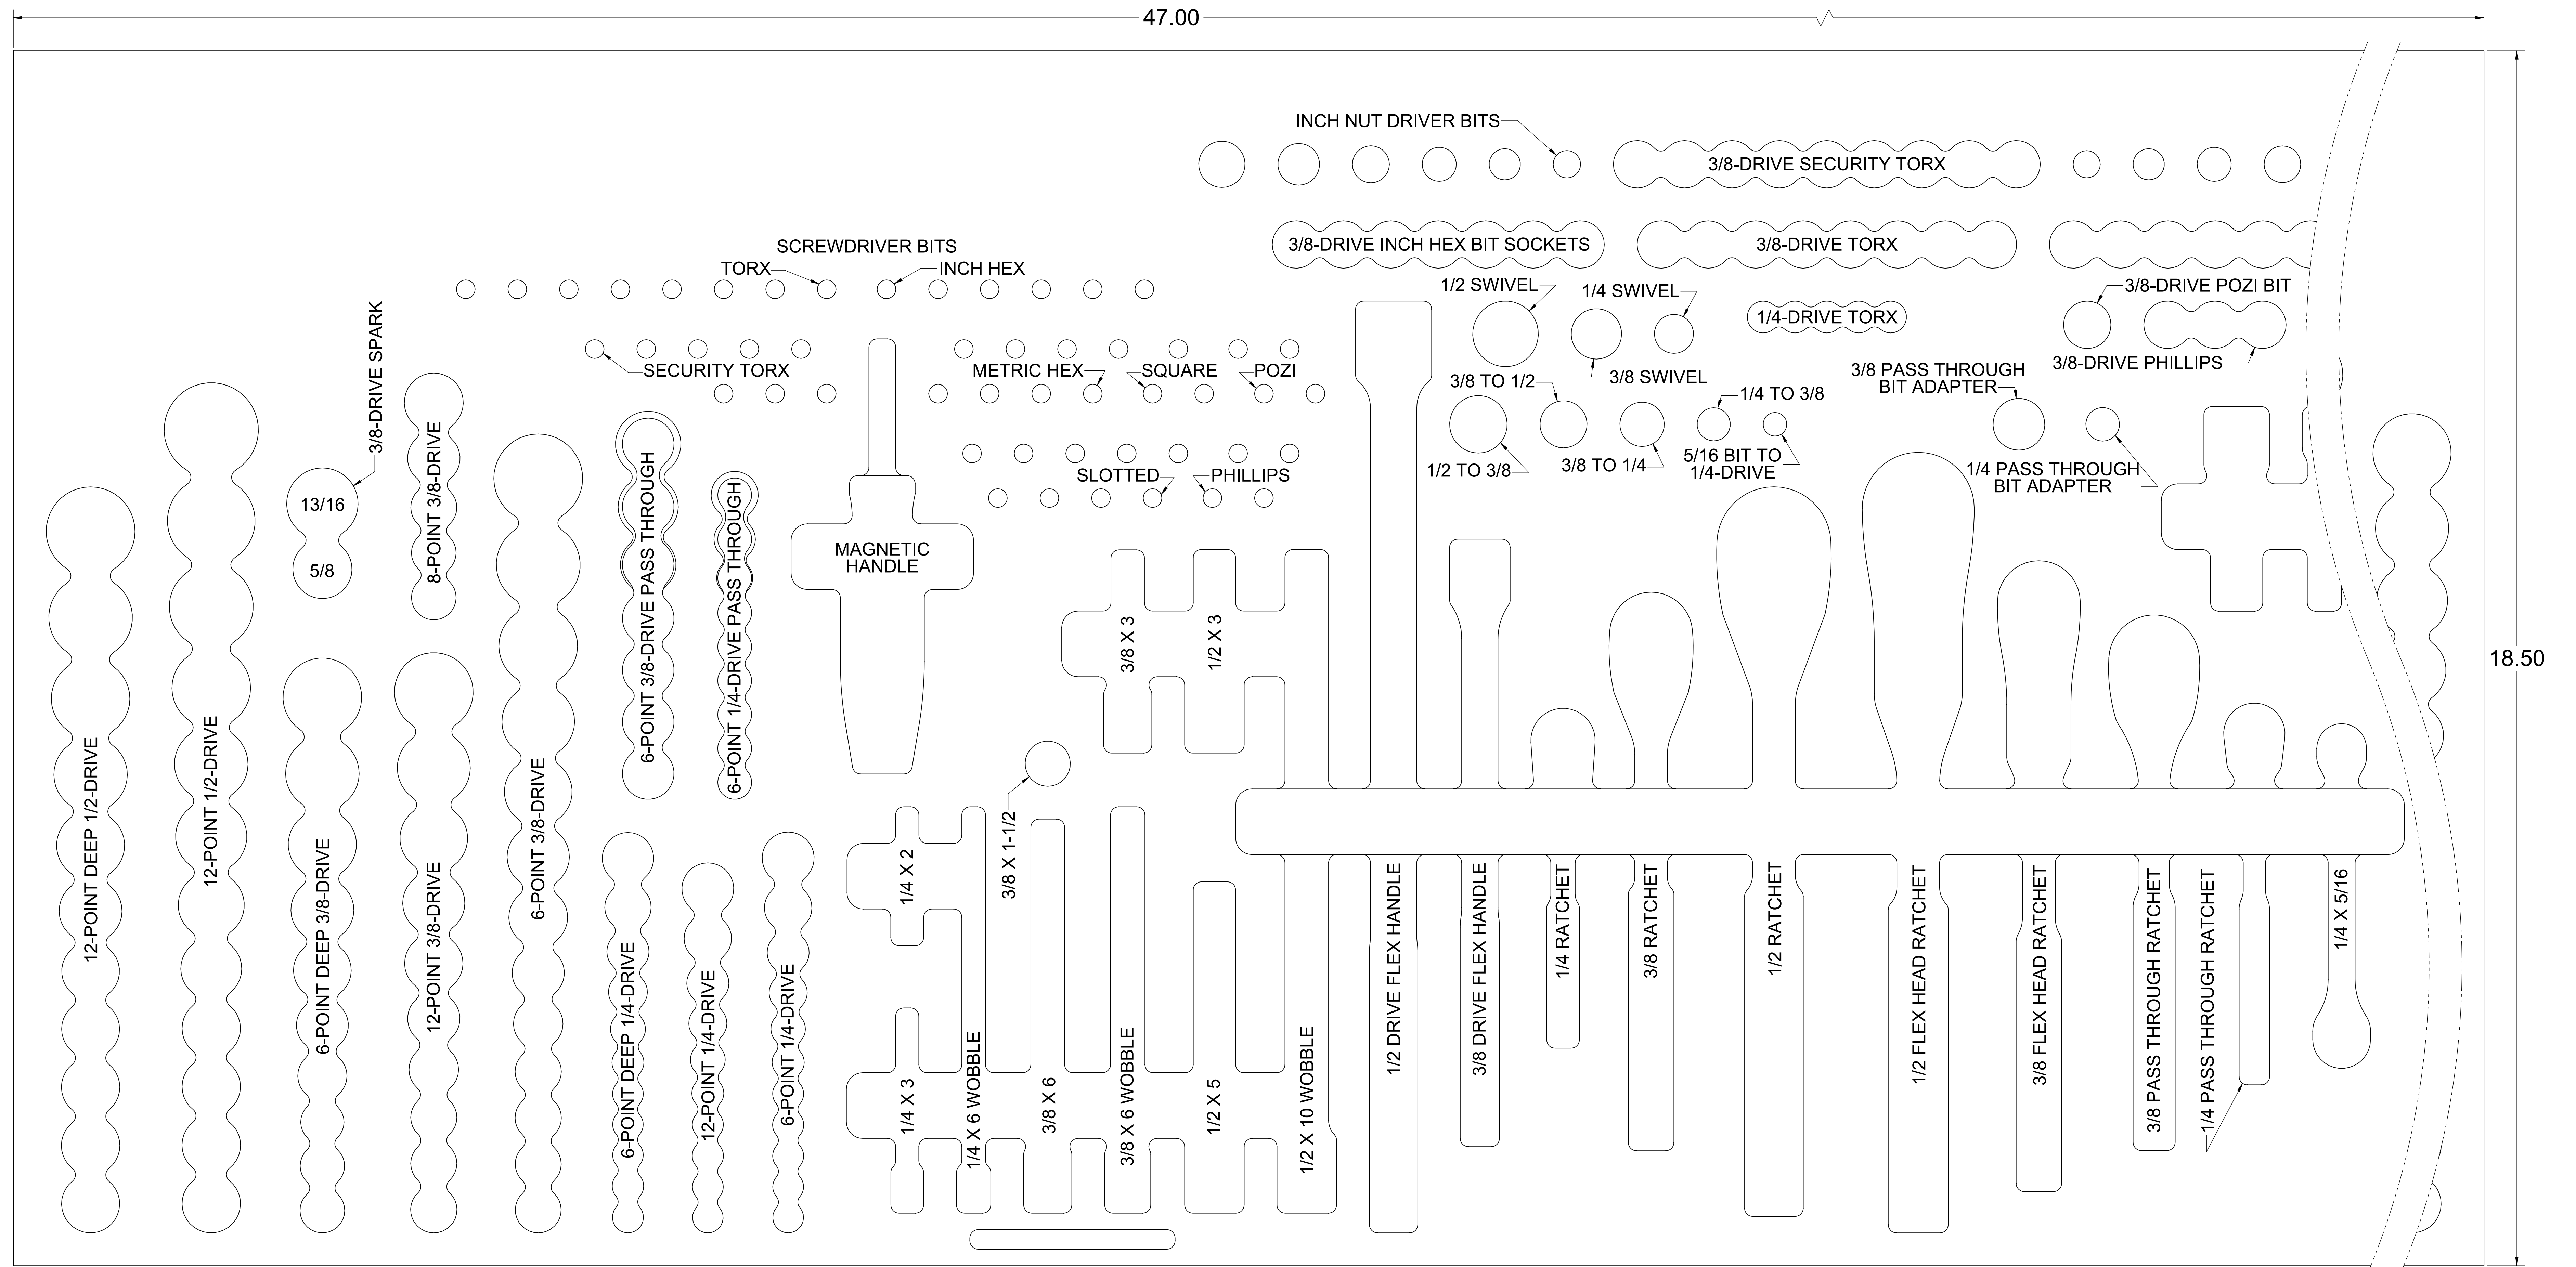 47.00
INCH NUT DRIVER BITS
3/8-DRIVE SECURITY TORX
SCREWDRIVER BITS
3/8-DRIVE INCH HEX BIT SOCKETS
3/8-DRIVE TORX
TORX
INCH HEX
1/2 SWIVEL
1/4 SWIVEL
3/8-DRIVE POZI BIT
1/4-DRIVE TORX
3/8-DRIVE SPARK
SECURITY TORX
METRIC HEX
SQUARE
POZI
3/8 SWIVEL
3/8-DRIVE PHILLIPS
3/8 TO 1/2
3/8 PASS THROUGH
BIT ADAPTER
1/4 TO 3/8
1/2 TO 3/8
3/8 TO 1/4
5/16 BIT TO
1/4-DRIVE
1/4 PASS THROUGH
BIT ADAPTER
SLOTTED
PHILLIPS
13/16
5/8
8-POINT 3/8-DRIVE
MAGNETIC
HANDLE
6-POINT 3/8-DRIVE PASS THROUGH
6-POINT 1/4-DRIVE PASS THROUGH
3/8 X 3
1/2 X 3
18.50
12-POINT DEEP 1/2-DRIVE
12-POINT 1/2-DRIVE
6-POINT DEEP 3/8-DRIVE
12-POINT 3/8-DRIVE
6-POINT 3/8-DRIVE
6-POINT DEEP 1/4-DRIVE
12-POINT 1/4-DRIVE
6-POINT 1/4-DRIVE
1/4 X 2
3/8 X 1-1/2
1/4 X 3
1/4 X 6 WOBBLE
3/8 X 6
3/8 X 6 WOBBLE
1/2 X 5
1/2 X 10 WOBBLE
1/2 DRIVE FLEX HANDLE
3/8 DRIVE FLEX HANDLE
1/4 RATCHET
3/8 RATCHET
1/2 RATCHET
1/2 FLEX HEAD RATCHET
3/8 FLEX HEAD RATCHET
3/8 PASS THROUGH RATCHET
1/4 PASS THROUGH RATCHET
1/4 X 5/16